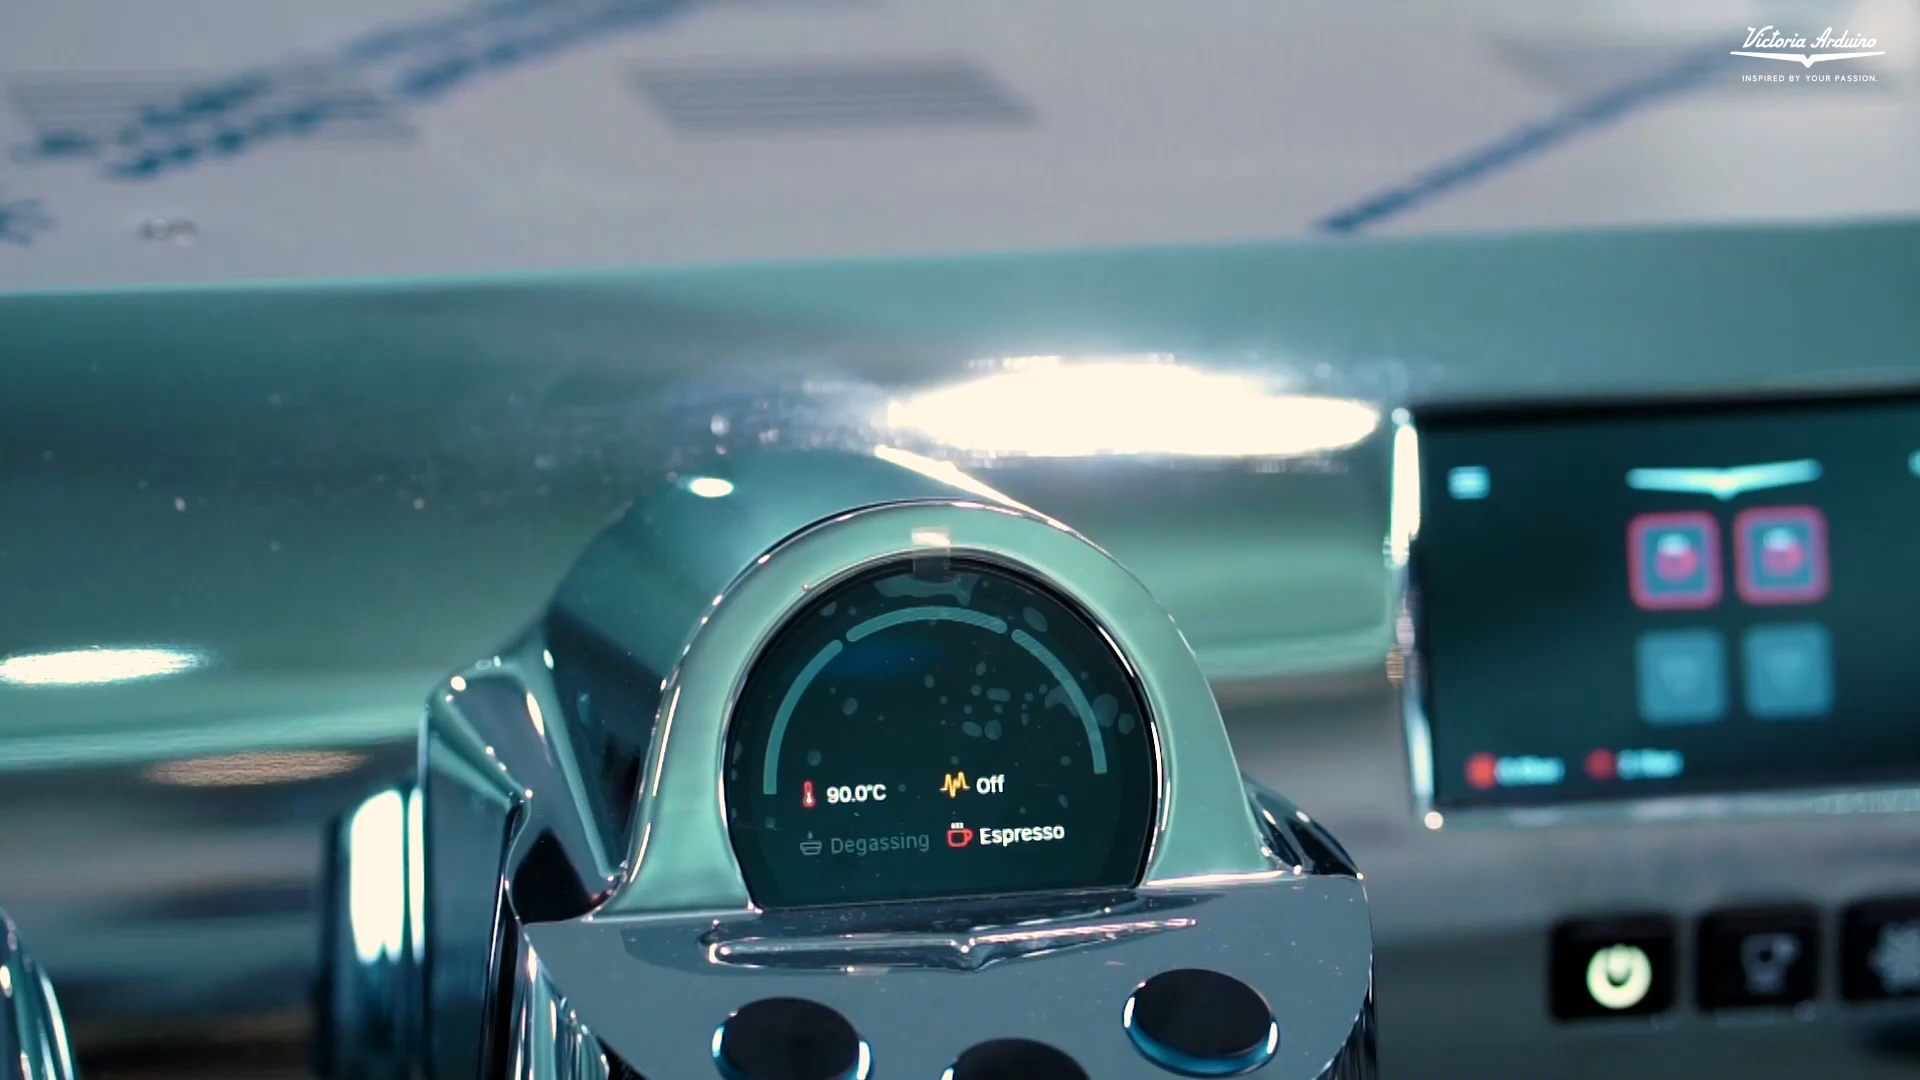 Victoria Arduino
INSPIRED BY YOUR PASSION.
90.0°C
Off
Degassing
Espresso